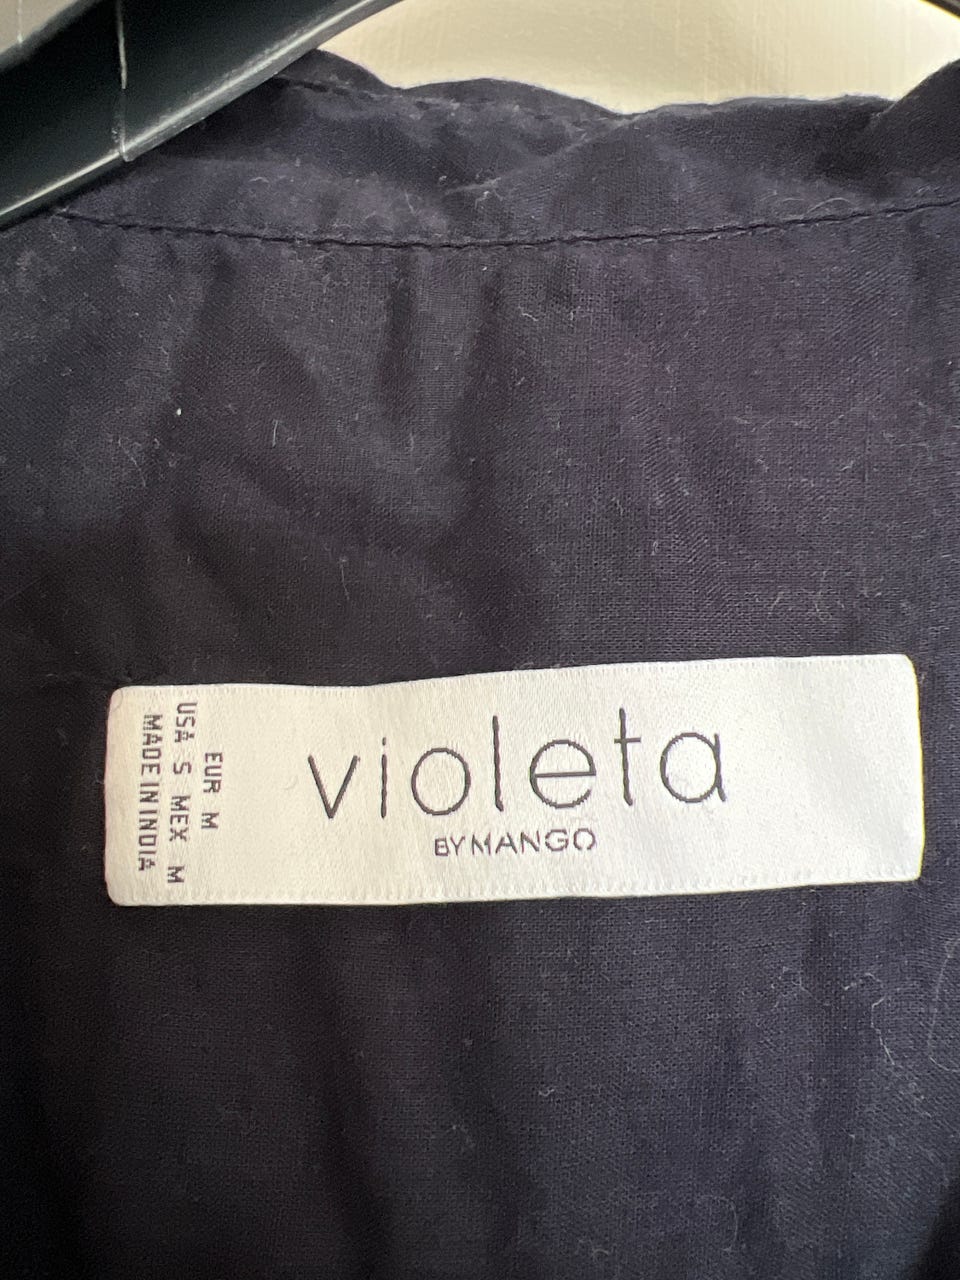 violeta
BY MANGO
EUR M
USA S MEX M
MADE IN INDIA